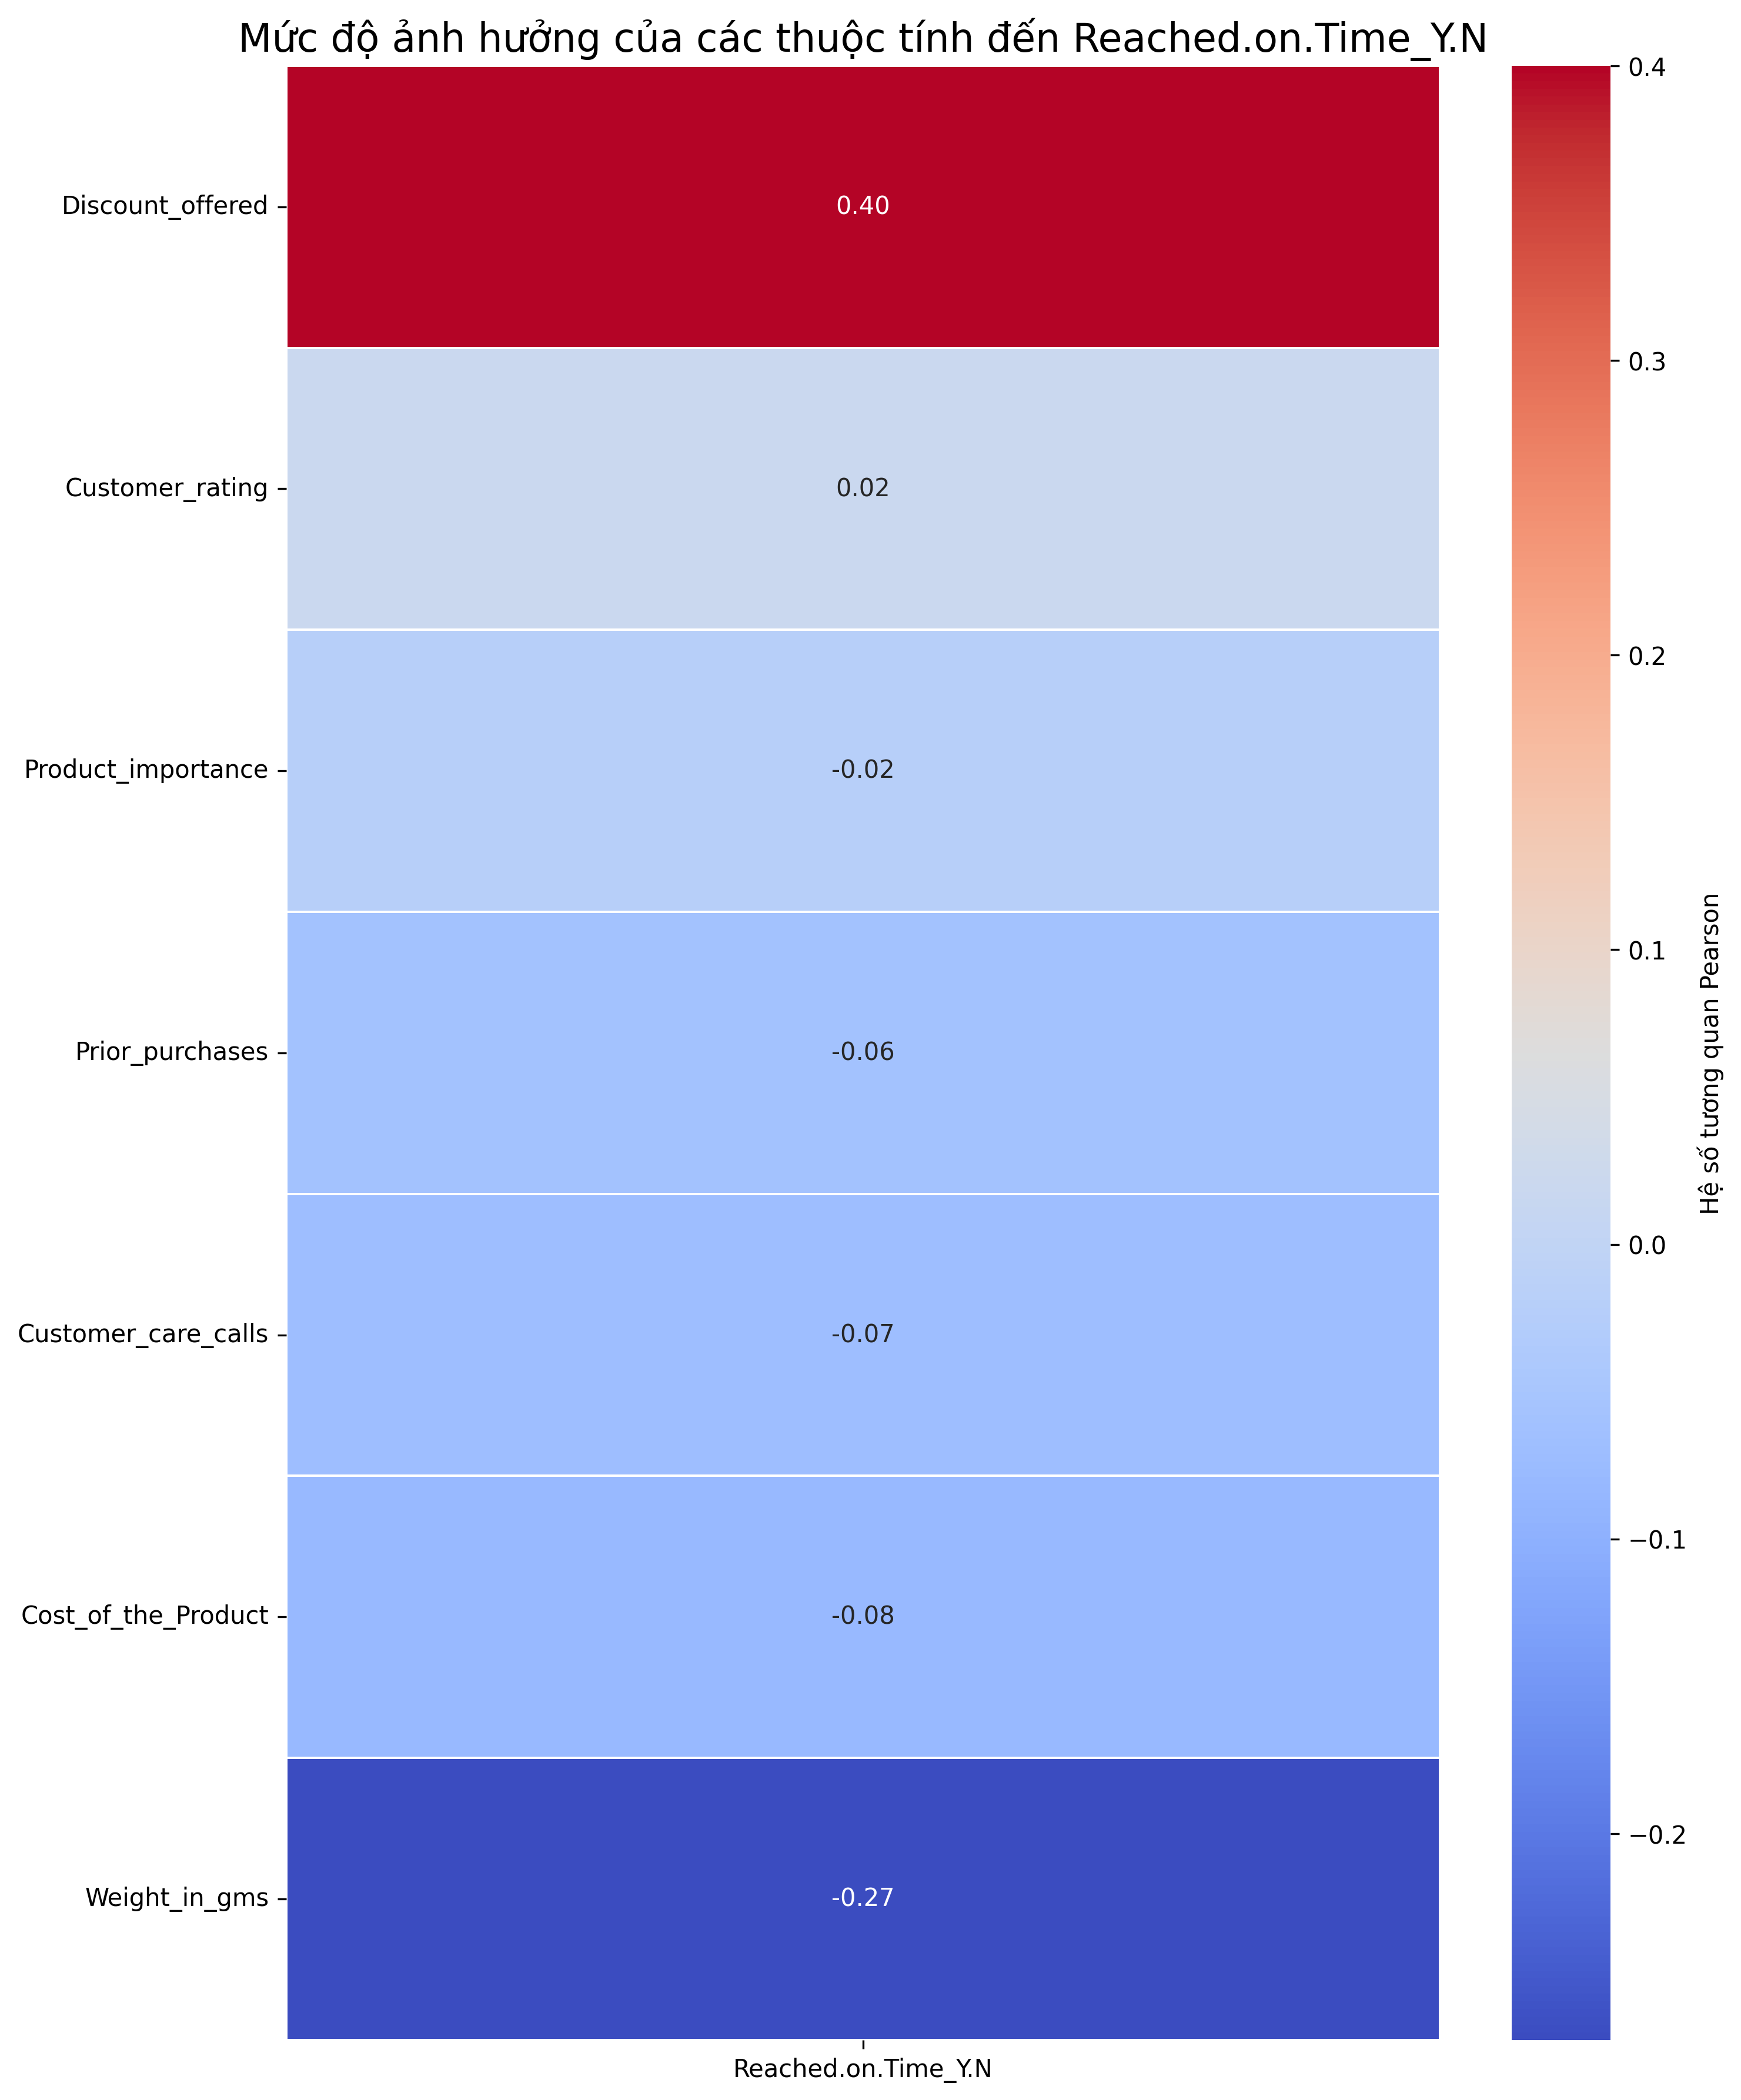 Mức độ ảnh hưởng của các thuộc tính đến Reached.on.Time_Y.N
Discount_offered
0.40
Customer_rating
0.02
Product_importance
-0.02
Prior_purchases
-0.06
Customer_care_calls
-0.07
Cost_of_the_Product
-0.08
Weight_in_gms
-0.27
Reached.on.Time_Y.N
0.4
0.3
0.2
0.1
0.0
−0.1
−0.2
Hệ số tương quan Pearson